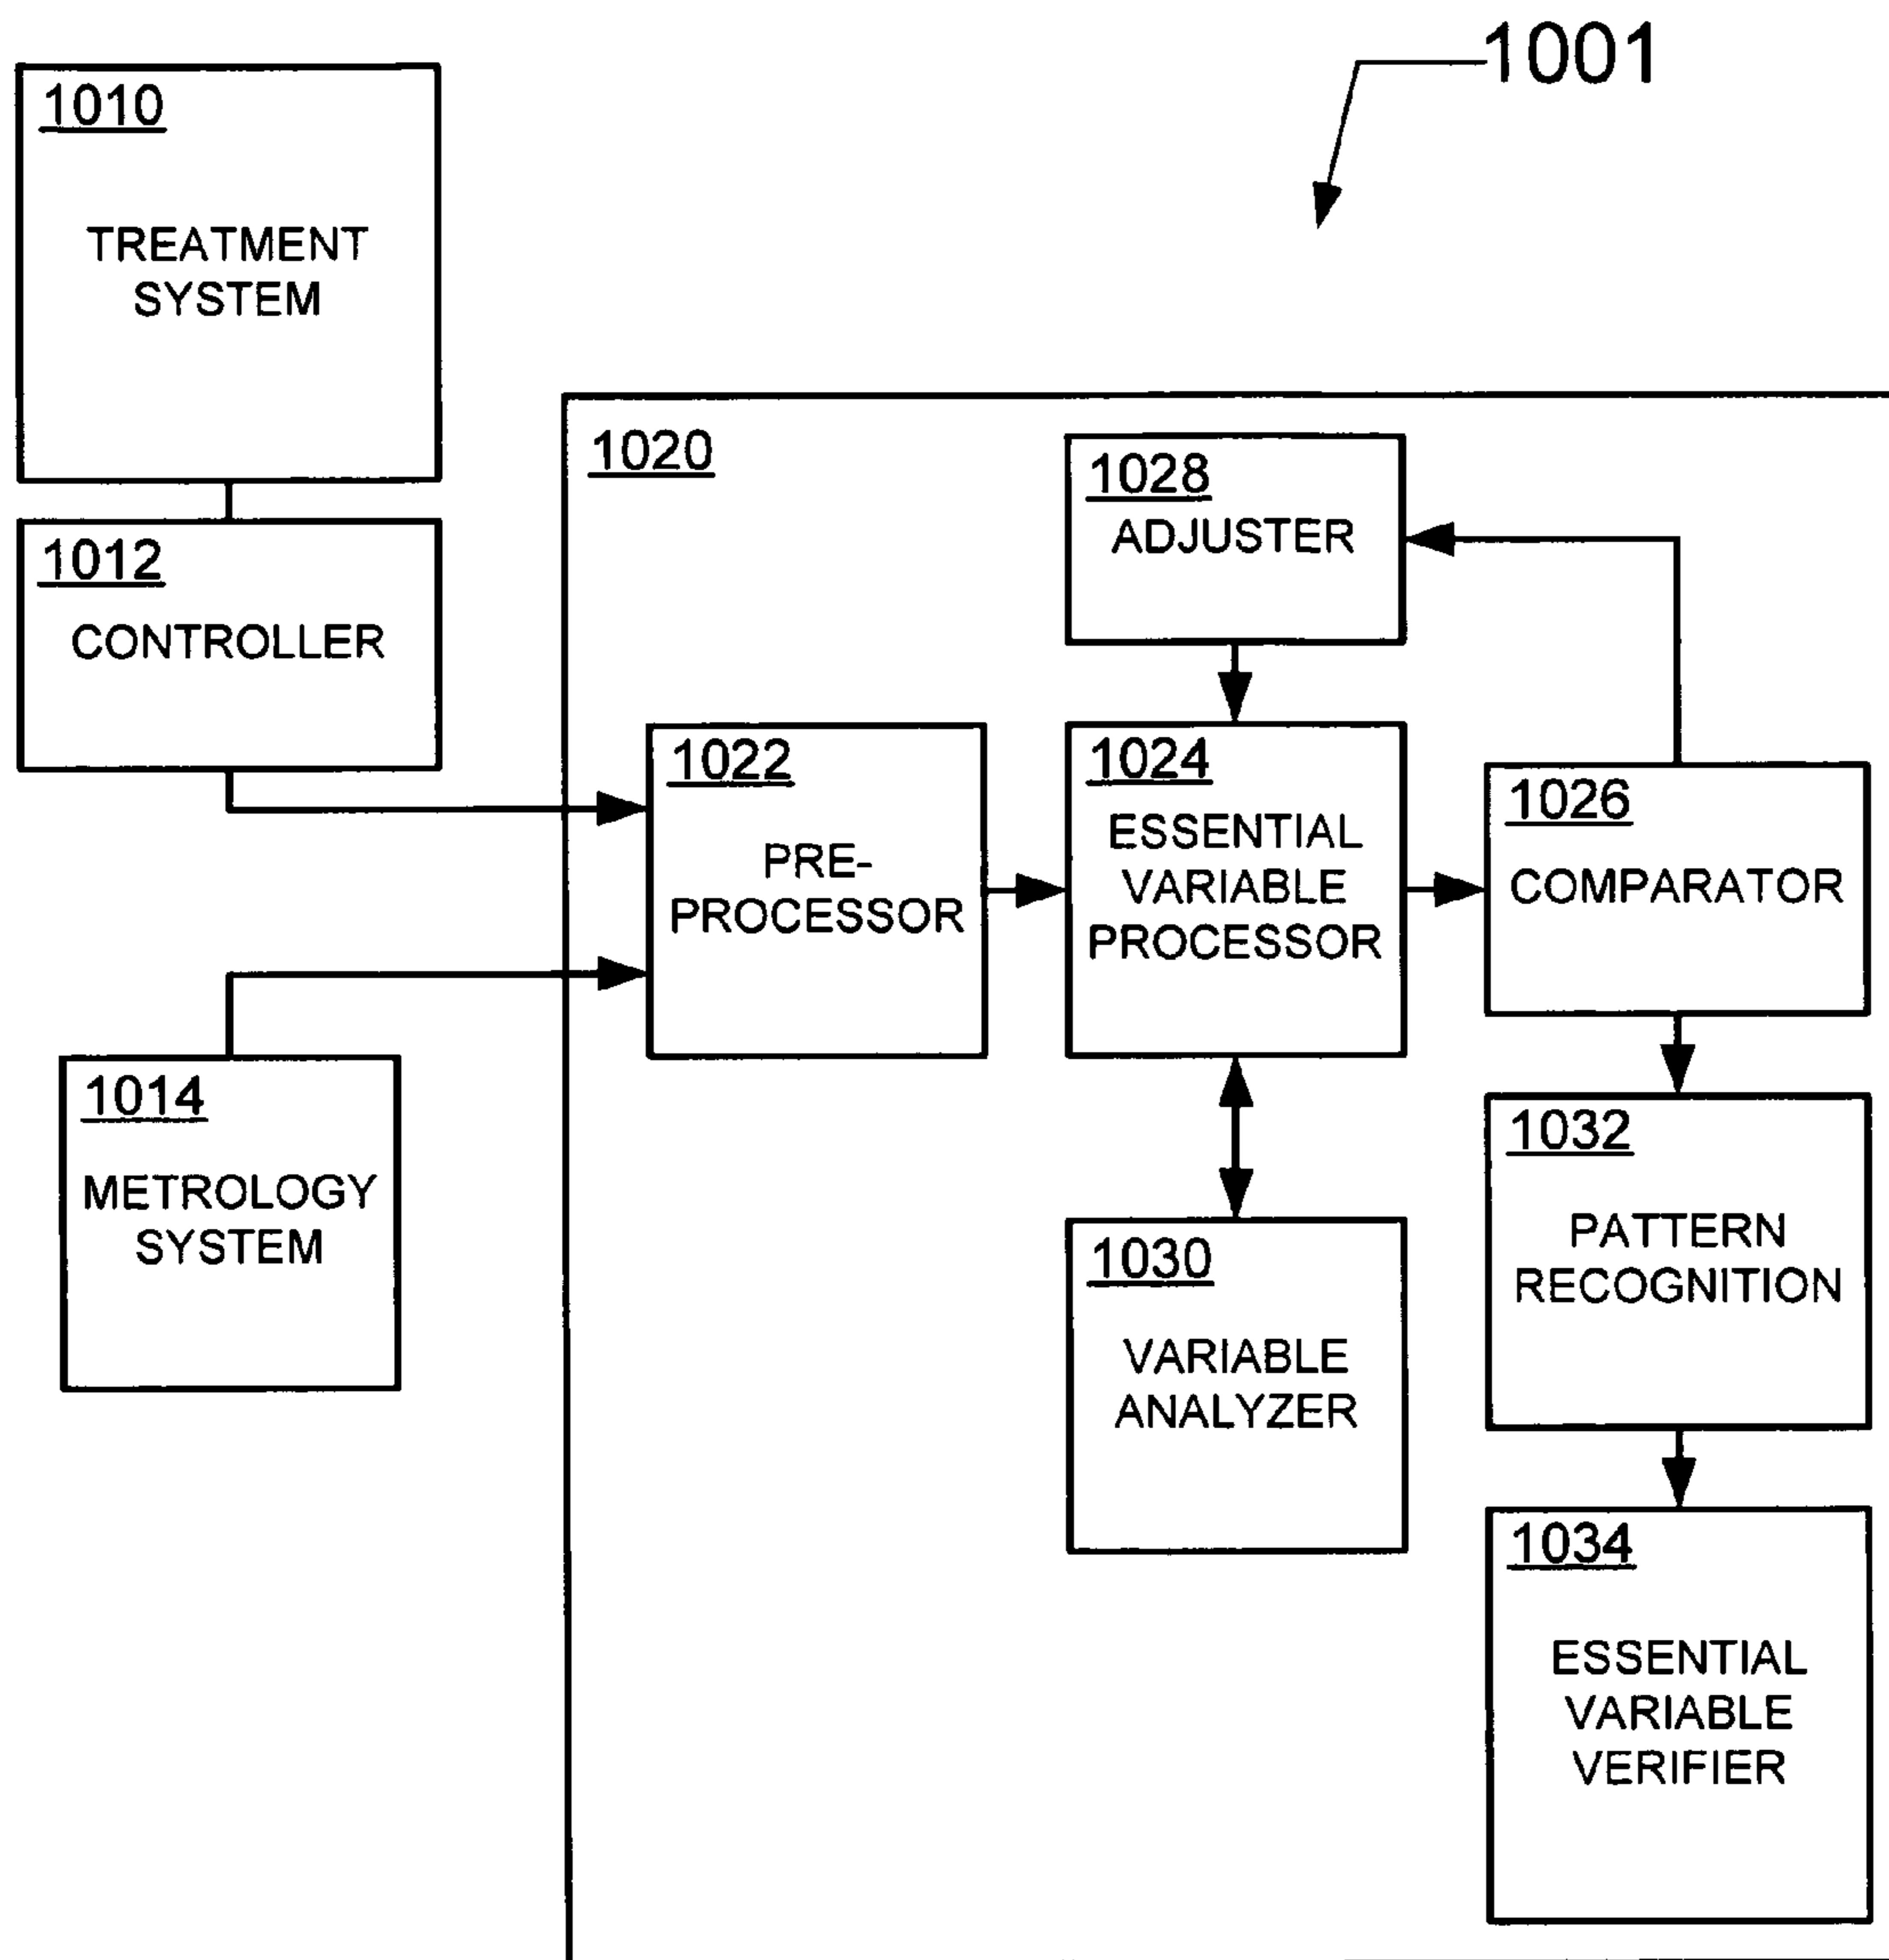 1001
1010
TREATMENT
SYSTEM
1012
CONTROLLER
1014
METROLOGY
SYSTEM
1020
1022
PRE-
PROCESSOR
1028
ADJUSTER
1024
ESSENTIAL
VARIABLE
PROCESSOR
1030
VARIABLE
ANALYZER
1026
COMPARATOR
1032
PATTERN
RECOGNITION
1034
ESSENTIAL
VARIABLE
VERIFIER